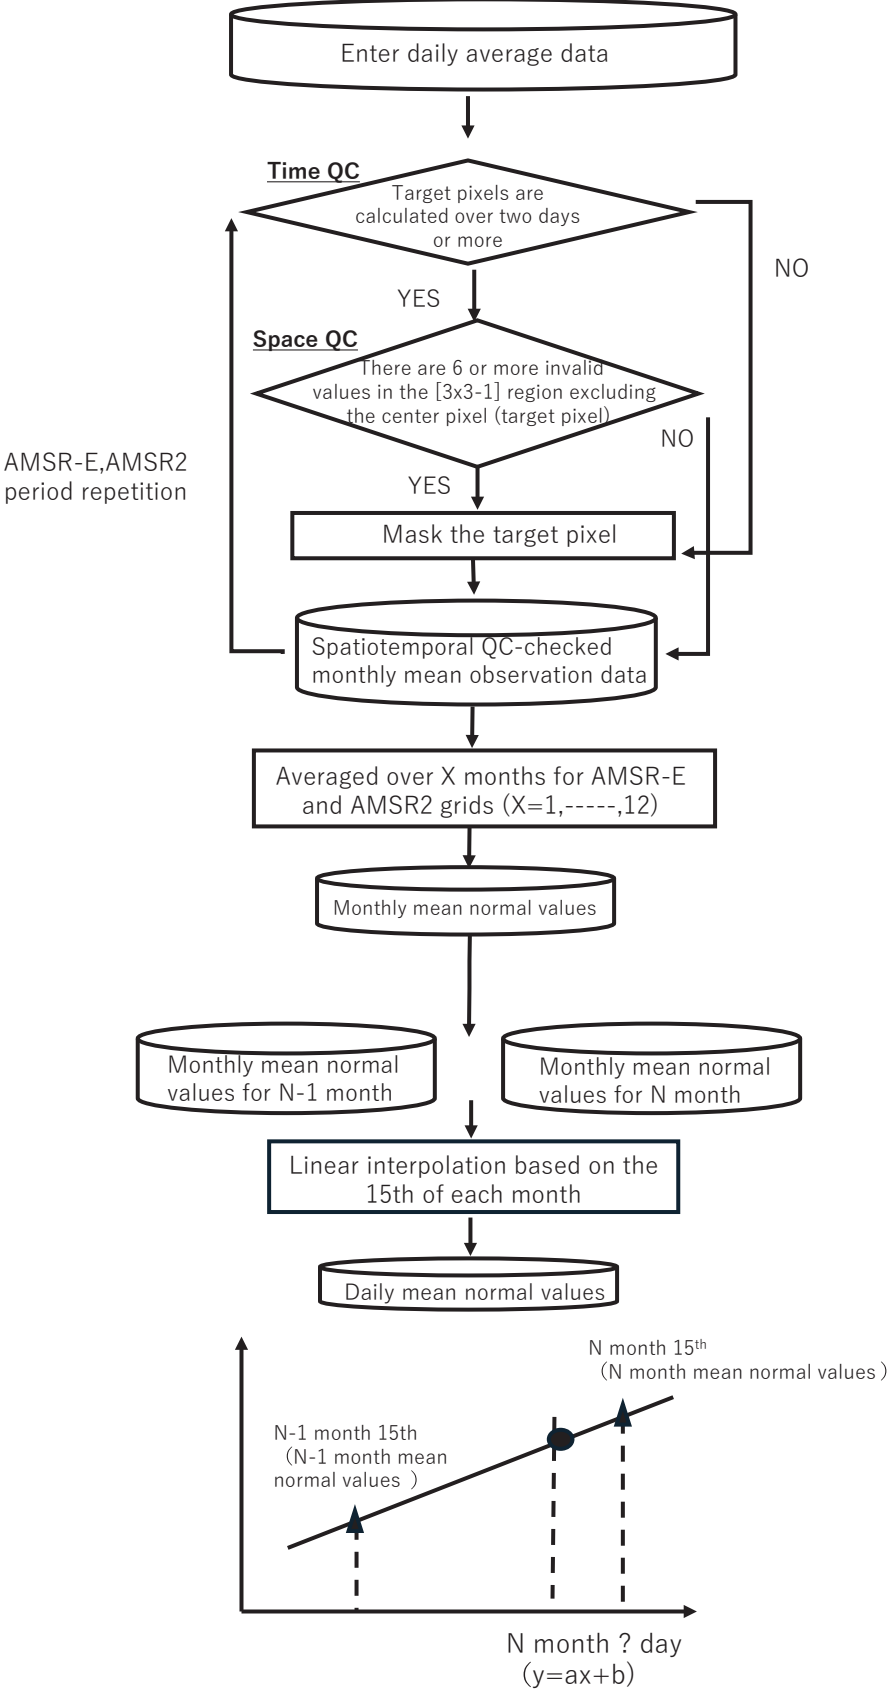 Enter daily average data
Time QC
Target pixels are
calculated over two days
or more
NO
YES
Space QC
There are 6 or more invalid
values in the [3x3-1] region excluding
the center pixel (target pixel)
NO
AMSR-E,AMSR2
period repetition
YES
Mask the target pixel
Spatiotemporal QC-checked
monthly mean observation data
Averaged over X months for AMSR-E
and AMSR2 grids (X=1,-----,12)
Monthly mean normal values
Monthly mean normal
values for N-1 month
Monthly mean normal
values for N month
Linear interpolation based on the
15th of each month
Daily mean normal values
N month 15th
（N month mean normal values）
N-1 month 15th
（N-1 month mean
normal values ）
N month ? day
(y=ax+b)